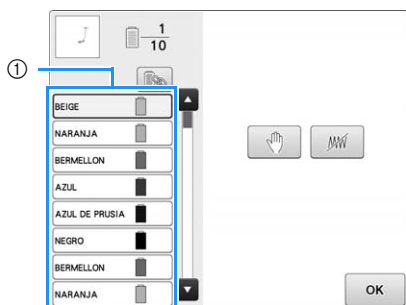 1
10
①
BEIGE
NARANJA
BERMELLON
AZUL
AZUL DE PRUSIA
NEGRO
BERMELLON
NARANJA
OK